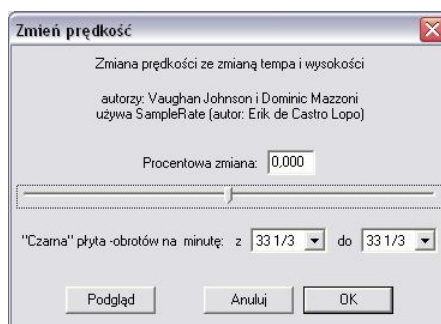 Zmień prędkość
Zmiana prędkości ze zmianą tempa i wysokości
autorzy: Vaughan Johnson i Dominic Mazzoni
używa SampleRate (autor: Erik de Castro Lopo)
Procentowa zmiana: 0,000
"Czarna" płyta -obrotów na minutę: z 33 1/3 do 33 1/3
Podgląd Anuluj OK